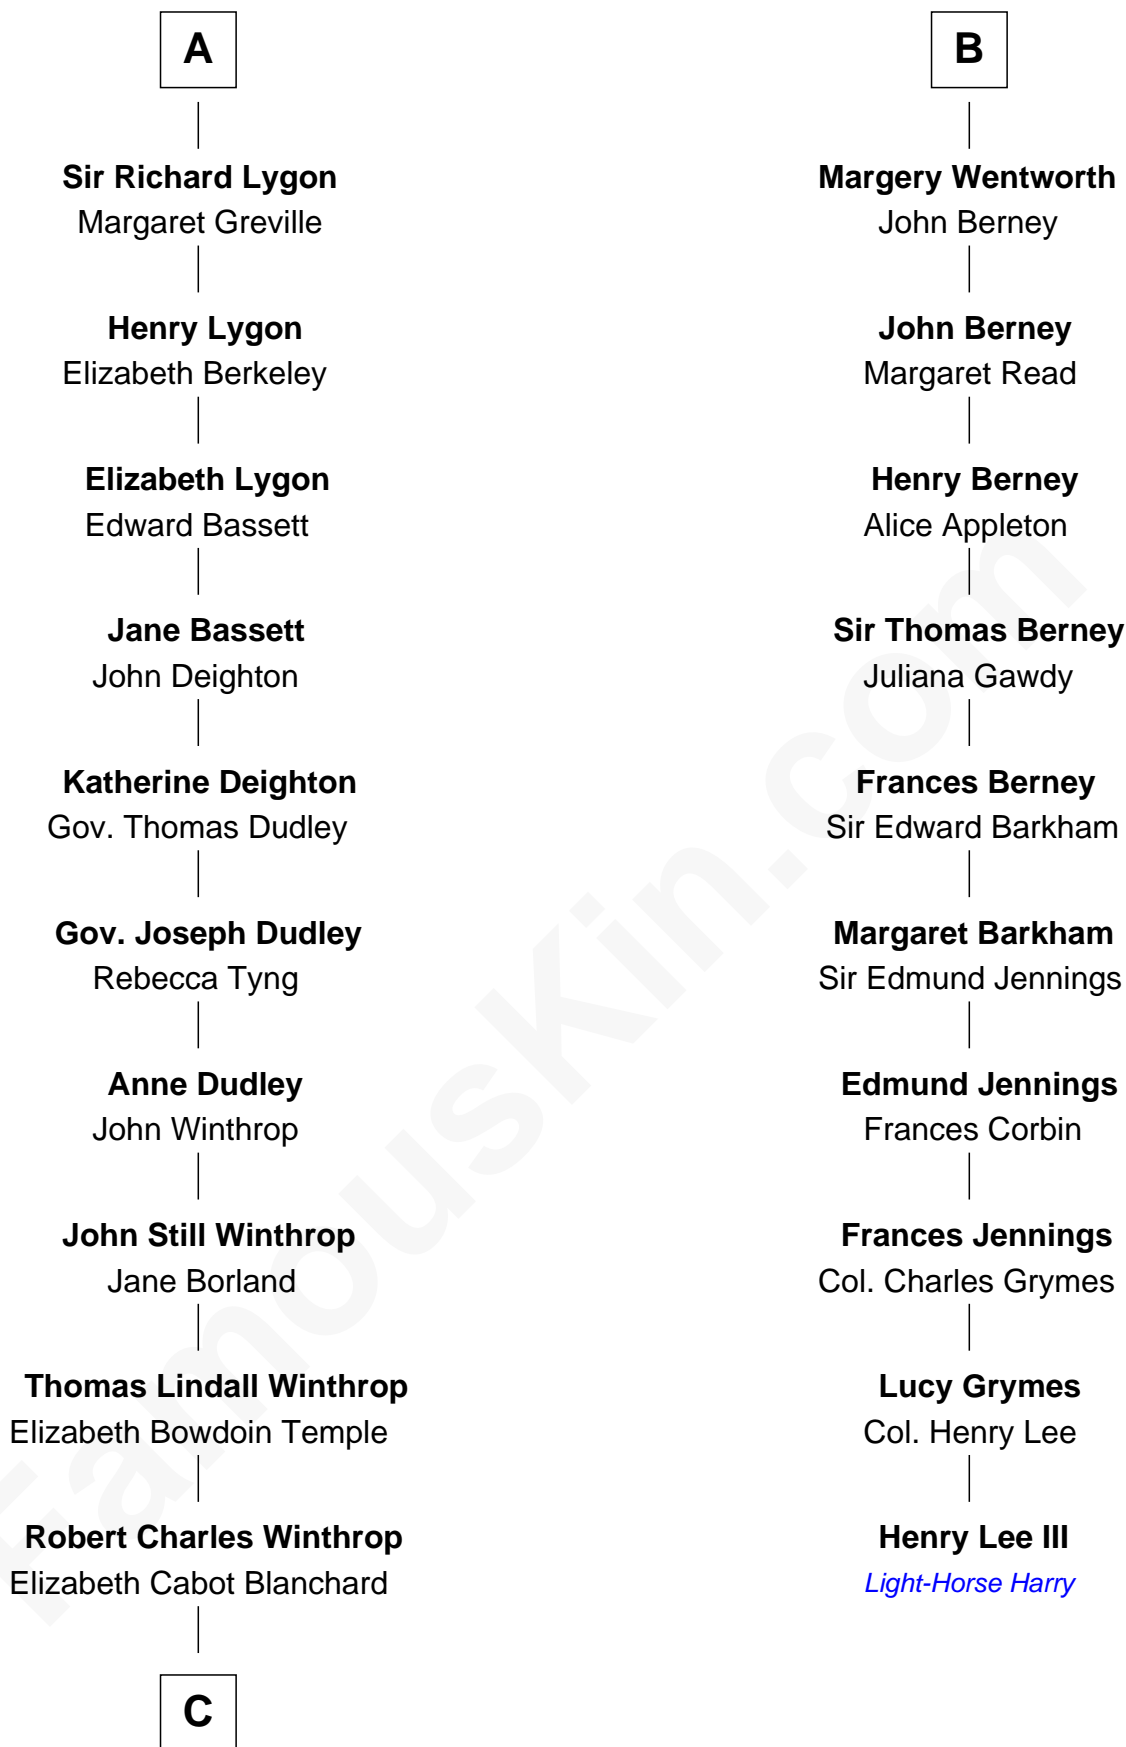 A
Sir Richard Lygon
Margaret Greville
Henry Lygon
Elizabeth Berkeley
Elizabeth Lygon
Edward Bassett
Jane Bassett
John Deighton
Katherine Deighton
Gov. Thomas Dudley
Gov. Joseph Dudley
Rebecca Tyng
Anne Dudley
John Winthrop
John Still Winthrop
Jane Borland
Thomas Lindall Winthrop
Elizabeth Bowdoin Temple
Robert Charles Winthrop
Elizabeth Cabot Blanchard
C
B
Margery Wentworth
John Berney
John Berney
Margaret Read
Henry Berney
Alice Appleton
Sir Thomas Berney
Juliana Gawdy
Frances Berney
Sir Edward Barkham
Margaret Barkham
Sir Edmund Jennings
Edmund Jennings
Frances Corbin
Frances Jennings
Col. Charles Grymes
Lucy Grymes
Col. Henry Lee
Henry Lee III
Light-Horse Harry
FamousKin.com